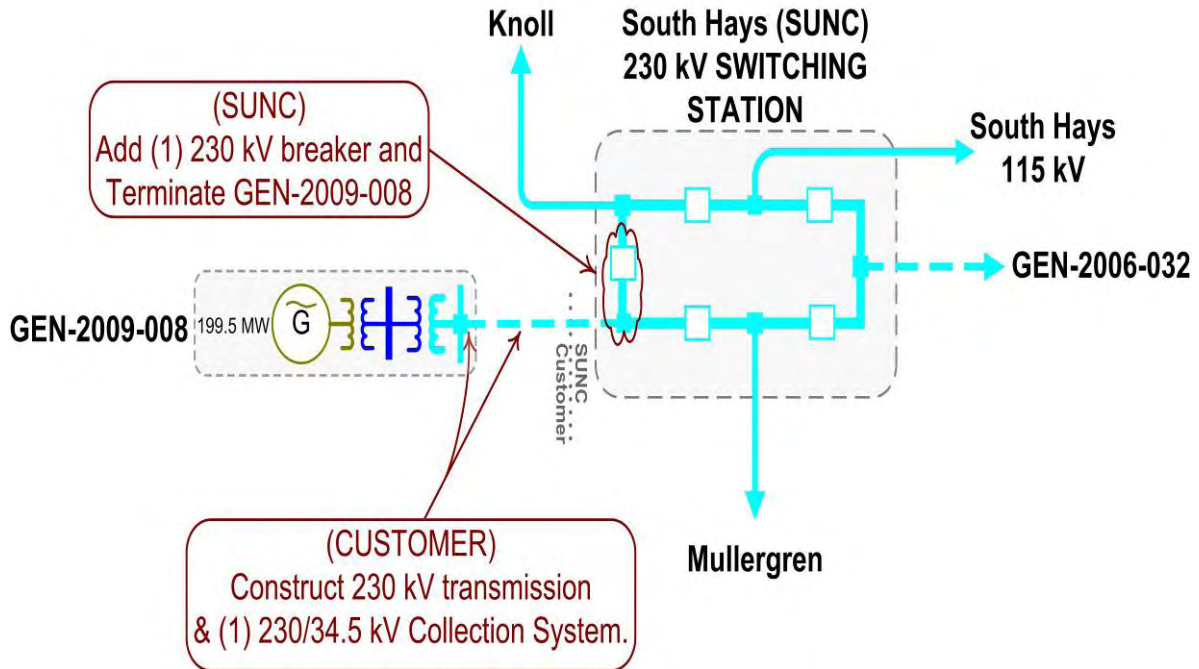 Knoll
South Hays (SUNC)
230 kV SWITCHING
STATION
(SUNC)
Add (1) 230 kV breaker and
Terminate GEN-2009-008
South Hays
115 kV
GEN-2006-032
GEN-2009-008
199.5 MW
G
SUNC
Customer
Mullergren
(CUSTOMER)
Construct 230 kV transmission
& (1) 230/34.5 kV Collection System.